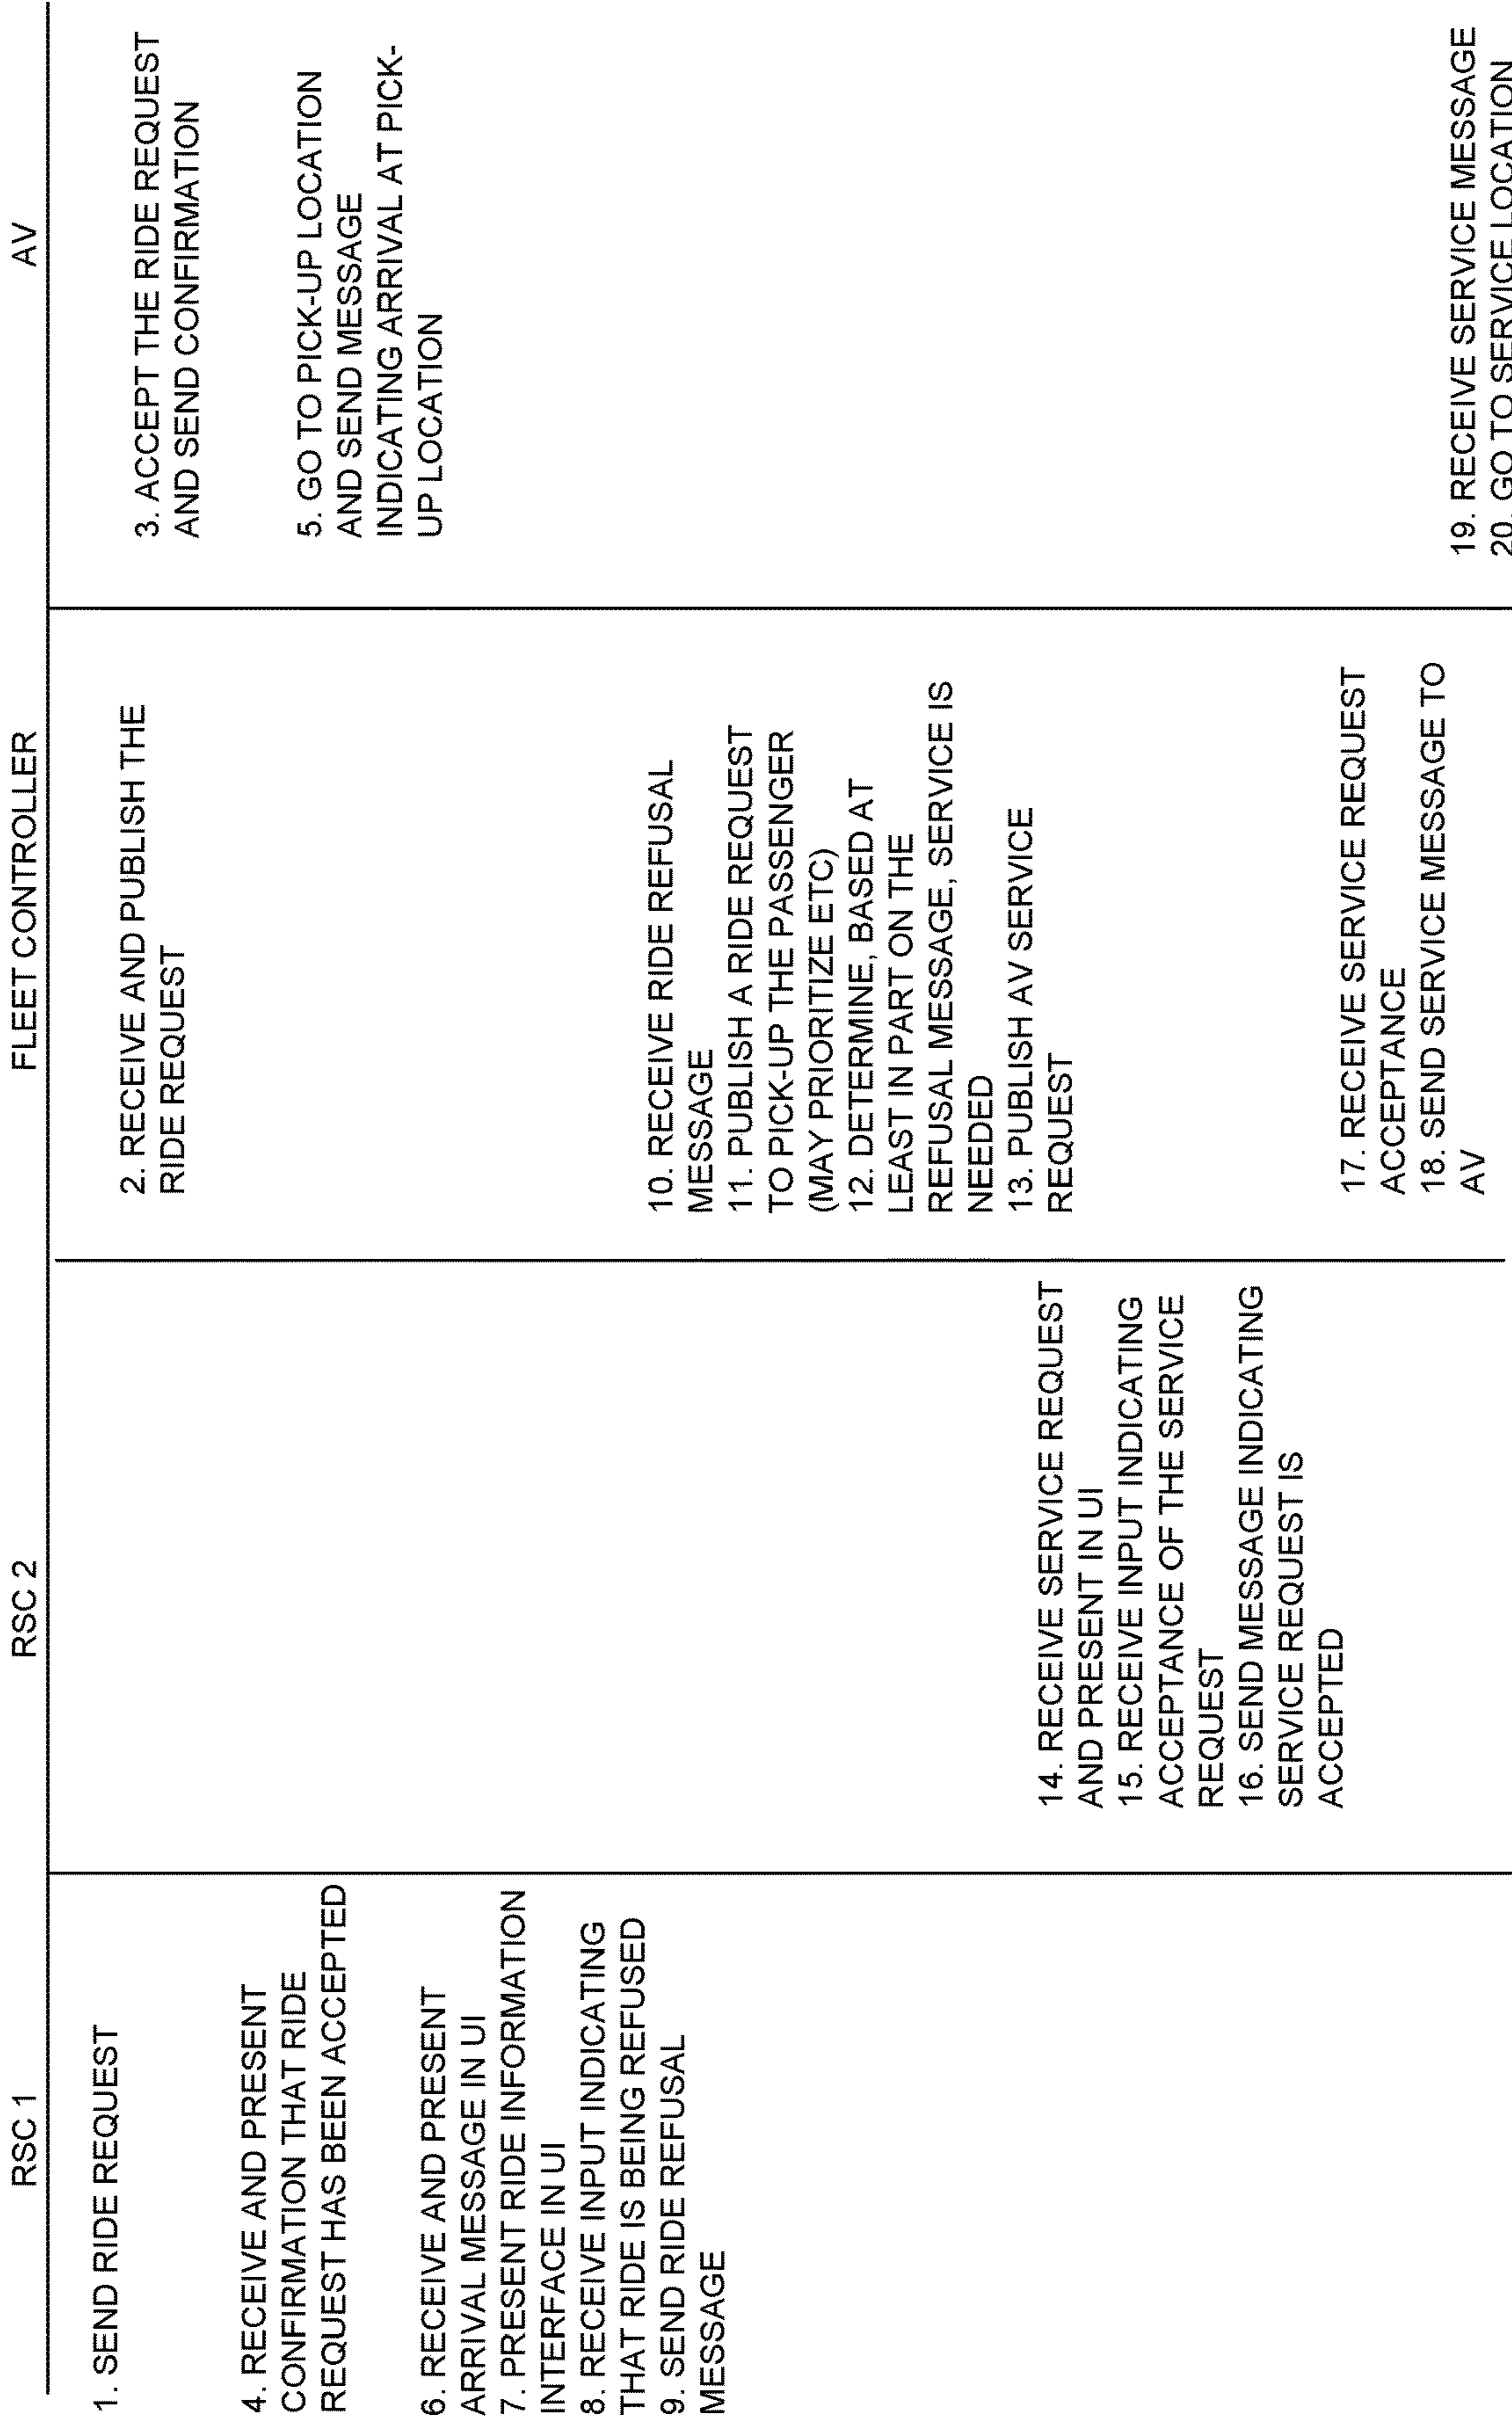 RSC 1
RSC 2
FLEET CONTROLLER
AV
1. SEND RIDE REQUEST
2. RECEIVE AND PUBLISH THE
RIDE REQUEST
3. ACCEPT THE RIDE REQUEST
AND SEND CONFIRMATION
4. RECEIVE AND PRESENT
CONFIRMATION THAT RIDE
REQUEST HAS BEEN ACCEPTED
5. GO TO PICK-UP LOCATION
AND SEND MESSAGE
INDICATING ARRIVAL AT PICK-
UP LOCATION
6. RECEIVE AND PRESENT
ARRIVAL MESSAGE IN UI
7. PRESENT RIDE INFORMATION
INTERFACE IN UI
8. RECEIVE INPUT INDICATING
THAT RIDE IS BEING REFUSED
9. SEND RIDE REFUSAL
MESSAGE
10. RECEIVE RIDE REFUSAL
MESSAGE
11. PUBLISH A RIDE REQUEST
TO PICK-UP THE PASSENGER
(MAY PRIORITIZE ETC)
12. DETERMINE, BASED AT
LEAST IN PART ON THE
REFUSAL MESSAGE, SERVICE IS
NEEDED
13. PUBLISH AV SERVICE
REQUEST
14. RECEIVE SERVICE REQUEST
AND PRESENT IN UI
15. RECEIVE INPUT INDICATING
ACCEPTANCE OF THE SERVICE
REQUEST
16. SEND MESSAGE INDICATING
SERVICE REQUEST IS
ACCEPTED
17. RECEIVE SERVICE REQUEST
ACCEPTANCE
18. SEND SERVICE MESSAGE TO
AV
19. RECEIVE SERVICE MESSAGE
20. GO TO SERVICE LOCATION